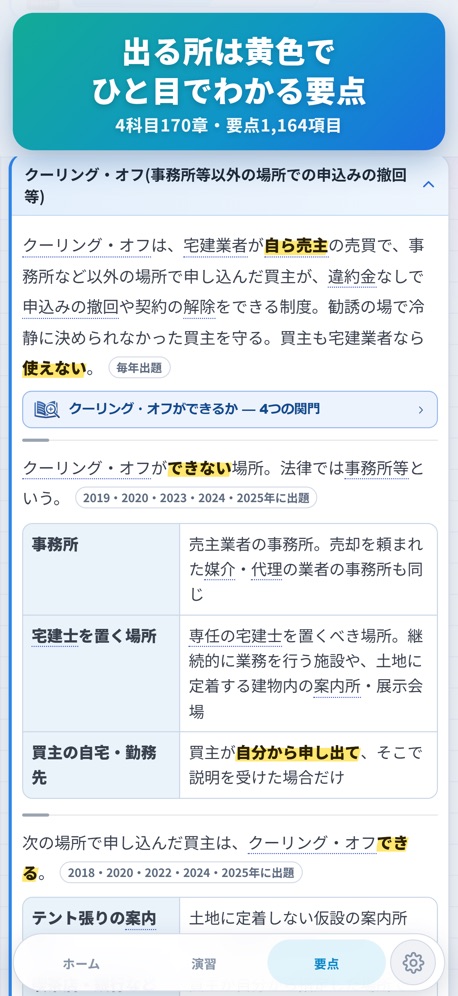 出る所は黄色で
ひと目でわかる要点
4科目170章・要点1,164項目
クーリング・オフ(事務所等以外の場所での申込みの撤回
等)
クーリング・オフは、宅建業者が自ら売主の売買で、事
務所など以外の場所で申し込んだ買主が、違約金なしで
申込みの撤回や契約の解除をできる制度。勧誘の場で冷
静に決められなかった買主を守る。買主も宅建業者なら
使えない。 毎年出題
クーリング・オフができるか — 4つの関門
クーリング・オフができない場所。法律では事務所等と
いう。 2019・2020・2023・2024・2025年に出題
事務所
売主業者の事務所。売却を頼まれ
た媒介・代理の業者の事務所も同
じ
宅建士を置く場所
専任の宅建士を置くべき場所。継
続的に業務を行う施設や、土地に
定着する建物内の案内所・展示会
場
買主の自宅・勤務
先
買主が自分から申し出て、そこで
説明を受けた場合だけ
次の場所で申し込んだ買主は、クーリング・オフでき
る。 2018・2020・2022・2024・2025年に出題
テント張りの案内
土地に定着しない仮設の案内所
ホーム
演習
要点